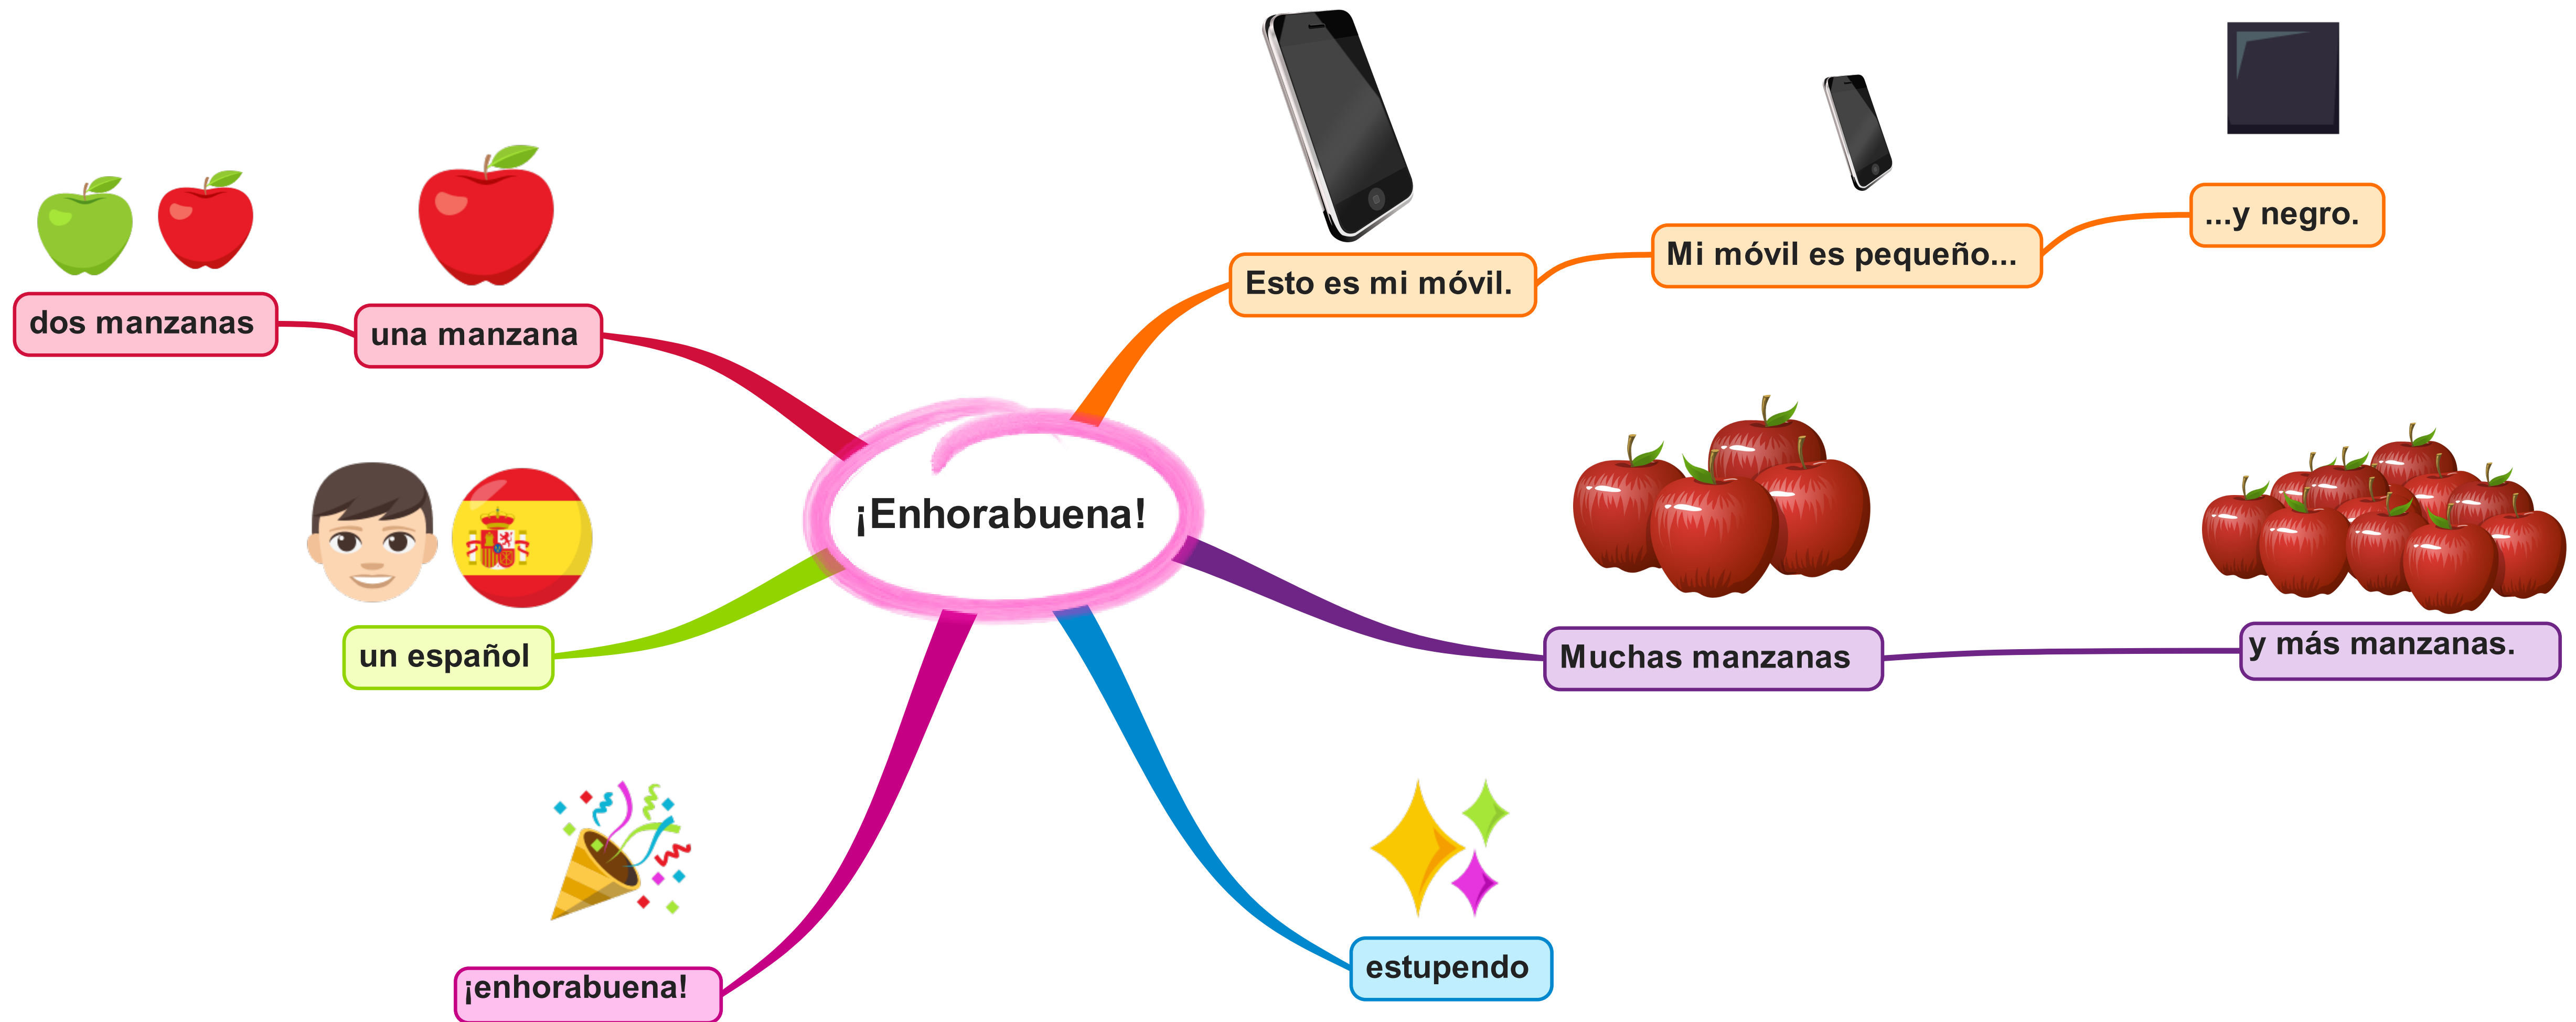 ¡Enhorabuena!
Esto es mi móvil.
Mi móvil es pequeño...
...y negro.
Muchas manzanas
y más manzanas.
estupendo
¡enhorabuena!
un español
una manzana
dos manzanas